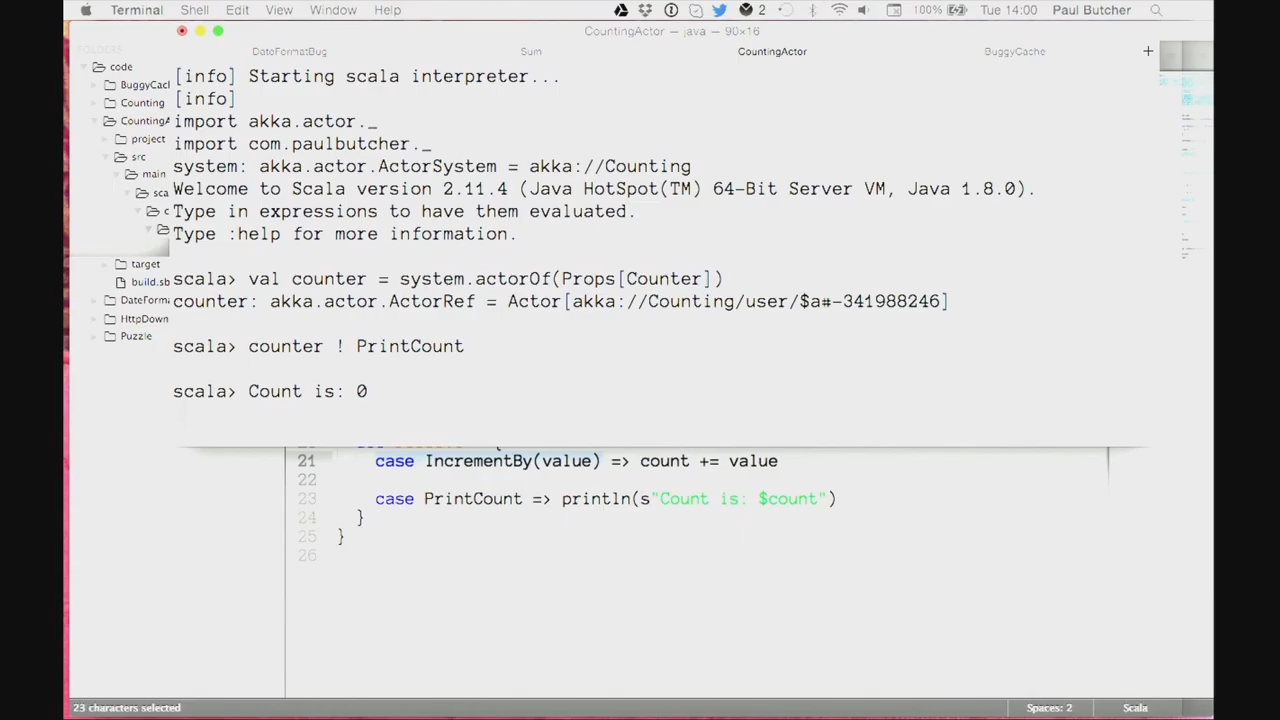 Terminal Shell Edit View Window Help 2 100% Tue 14:00 Paul Butcher
CountingActor — java — 90×16
DateFormatBug Sum CountingActor BuggyCache +
FOLDERS
code
BuggyCacl
Counting
CountingA
project
src
main
sca
c
target
build.sb
DateForma
HttpDown
Puzzle
[info] Starting scala interpreter...
[info]
import akka.actor._
import com.paulbutcher._
system: akka.actor.ActorSystem = akka://Counting
Welcome to Scala version 2.11.4 (Java HotSpot(TM) 64-Bit Server VM, Java 1.8.0).
Type in expressions to have them evaluated.
Type :help for more information.
scala> val counter = system.actorOf(Props[Counter])
counter: akka.actor.ActorRef = Actor[akka://Counting/user/$a#-341988246]
scala> counter ! PrintCount
scala> Count is: 0
21 case IncrementBy(value) => count += value
22
23 case PrintCount => println(s"Count is: $count")
24 }
25 }
26
23 characters selected Spaces: 2 Scala